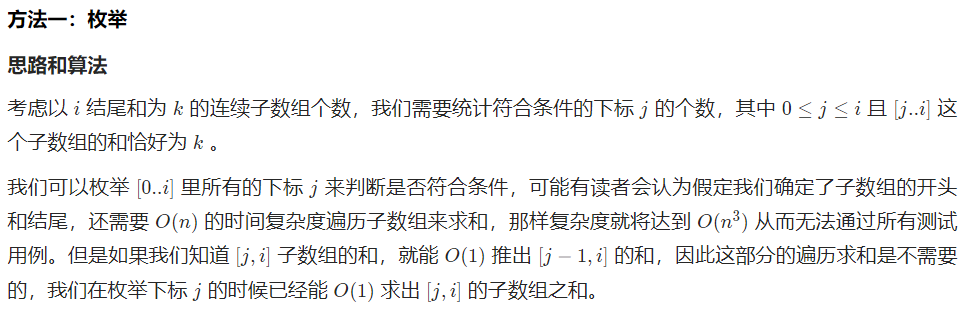 方法一：枚举
思路和算法
考虑以 i 结尾和为 k 的连续子数组个数，我们需要统计符合条件的下标 j 的个数，其中 0 ≤ j ≤ i 且 [j..i] 这
个子数组的和恰好为 k 。
我们可以枚举 [0..i] 里所有的下标 j 来判断是否符合条件，可能有读者会认为假定我们确定了子数组的开头
和结尾，还需要 O(n) 的时间复杂度遍历子数组来求和，那样复杂度就将达到 O(n³) 从而无法通过所有测试
用例。但是如果我们知道 [j, i] 子数组的和，就能 O(1) 推出 [j − 1, i] 的和，因此这部分的遍历求和是不需要
的，我们在枚举下标 j 的时候已经能 O(1) 求出 [j, i] 的子数组之和。